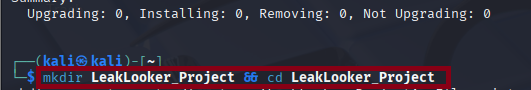 Upgrading: 0, Installing: 0, Removing: 0, Not Upgrading: 0
(kali㉿kali)-[~]
$ mkdir LeakLooker_Project && cd LeakLooker_Project